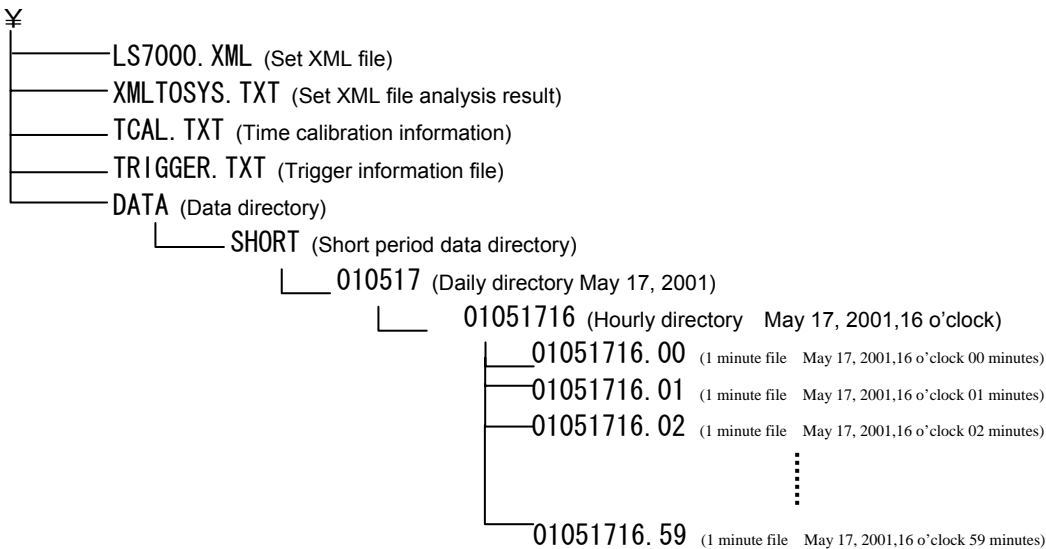 ¥
LS7000.XML (Set XML file)
XMLTOSYS.TXT (Set XML file analysis result)
TCAL.TXT (Time calibration information)
TRIGGER.TXT (Trigger information file)
DATA (Data directory)
SHORT (Short period data directory)
010517 (Daily directory May 17, 2001)
01051716 (Hourly directory May 17, 2001,16 o’clock)
01051716.00 (1 minute file May 17, 2001,16 o’clock 00 minutes)
01051716.01 (1 minute file May 17, 2001,16 o’clock 01 minutes)
01051716.02 (1 minute file May 17, 2001,16 o’clock 02 minutes)
01051716.59 (1 minute file May 17, 2001,16 o’clock 59 minutes)